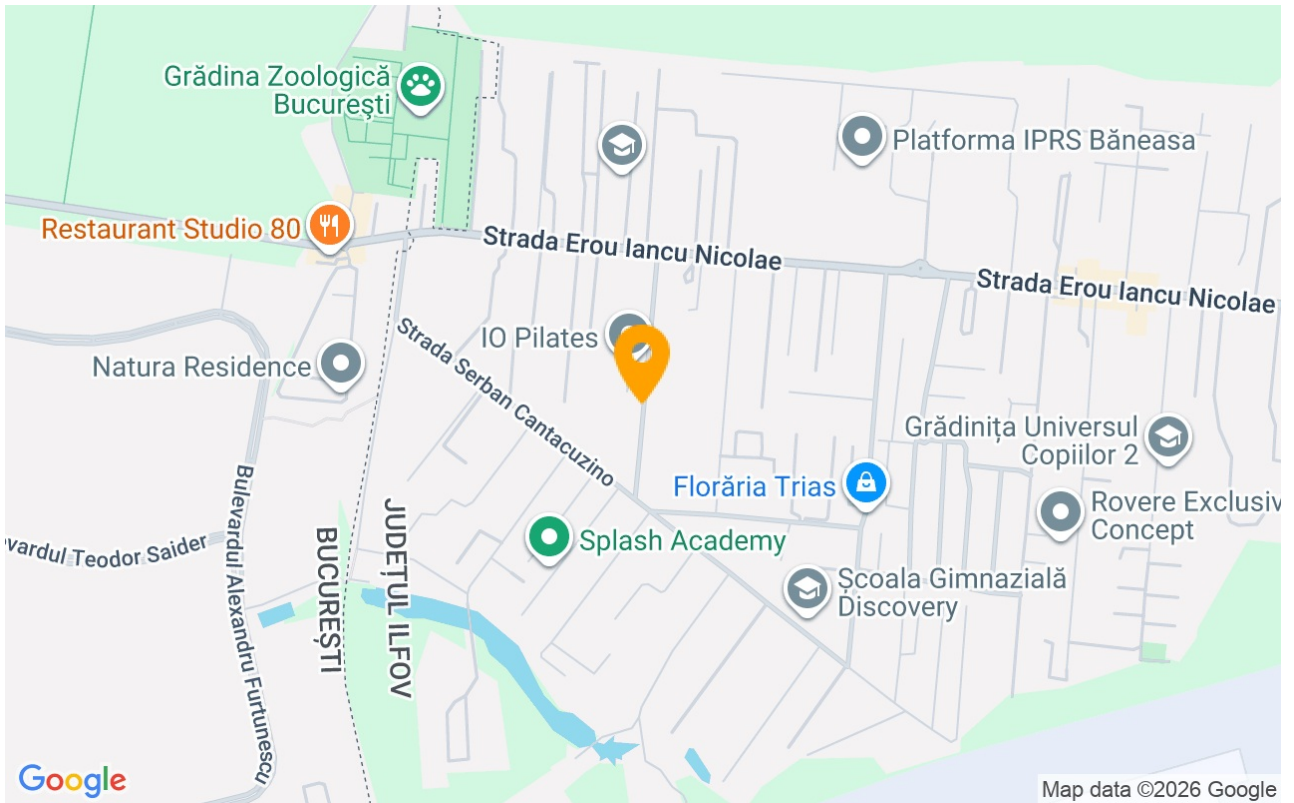 Grădina Zoologică
București
Platforma IPRS Băneasa
Restaurant Studio 80
Strada Erou Iancu Nicolae
Strada Erou Iancu Nicolae
IO Pilates
Natura Residence
Strada Serban Cantacuzino
Grădinița Universul
Copiilor 2
Florăria Trias
Rovere Exclusiv
Concept
vardul Teodor Saider
Bulevardul Alexandru Furtunescu
BUCUREȘTI
JUDEȚUL ILFOV
Splash Academy
Școala Gimnazială
Discovery
Google
Map data ©2026 Google